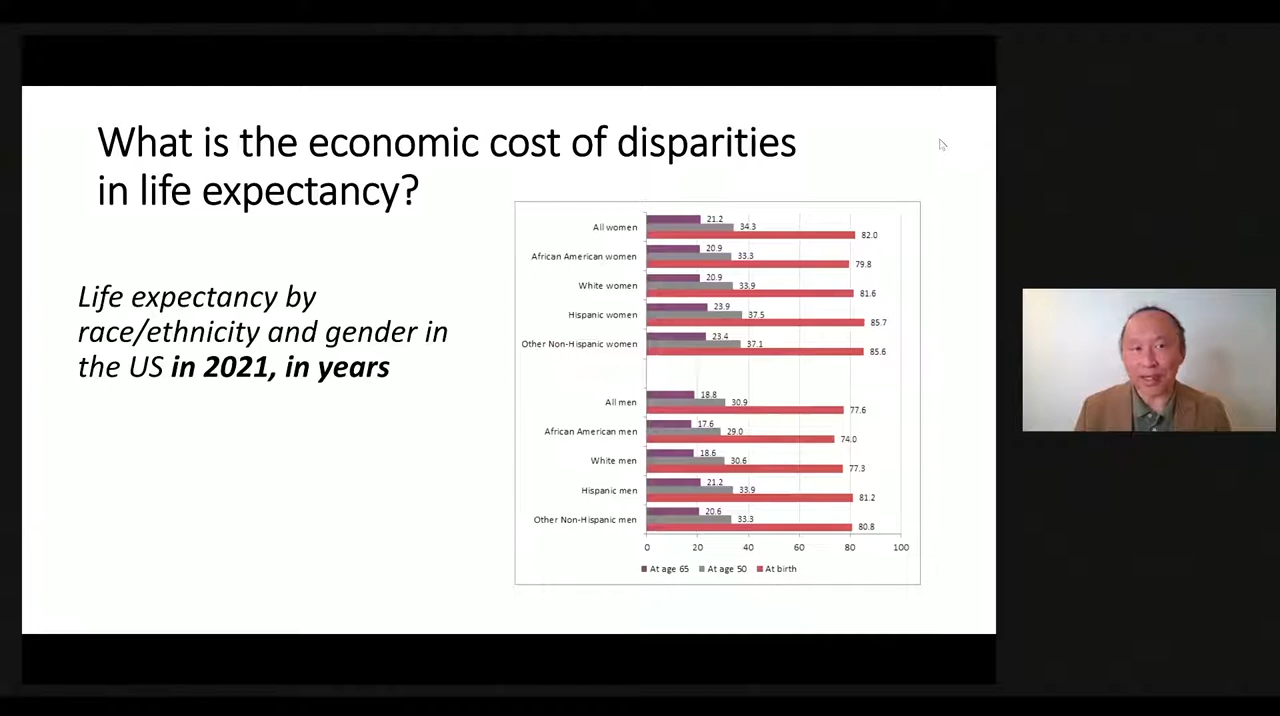 What is the economic cost of disparities
in life expectancy?
Life expectancy by
race/ethnicity and gender in
the US in 2021, in years
All women 21.2 34.3 82.0
African American women 20.9 33.3 79.8
White women 20.9 33.9 81.6
Hispanic women 23.9 37.5 85.7
Other Non-Hispanic women 23.4 37.1 85.6
All men 18.8 30.9 77.6
African American men 17.6 29.0 74.0
White men 18.6 30.6 77.3
Hispanic men 21.2 33.9 81.2
Other Non-Hispanic men 20.6 33.3 80.8
0 20 40 60 80 100
At age 65 At age 50 At birth